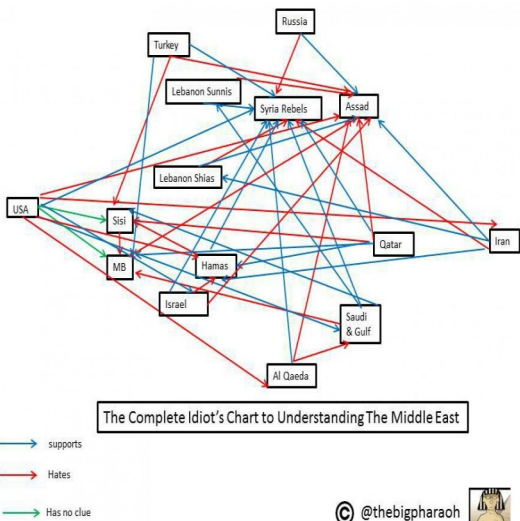 Russia
Turkey
Lebanon Sunnis
Syria Rebels
Assad
Lebanon Shias
USA
Sisi
Qatar
Iran
MB
Hamas
Israel
Saudi
& Gulf
Al Qaeda
The Complete Idiot's Chart to Understanding The Middle East
supports
Hates
Has no clue
© @thebigpharaoh